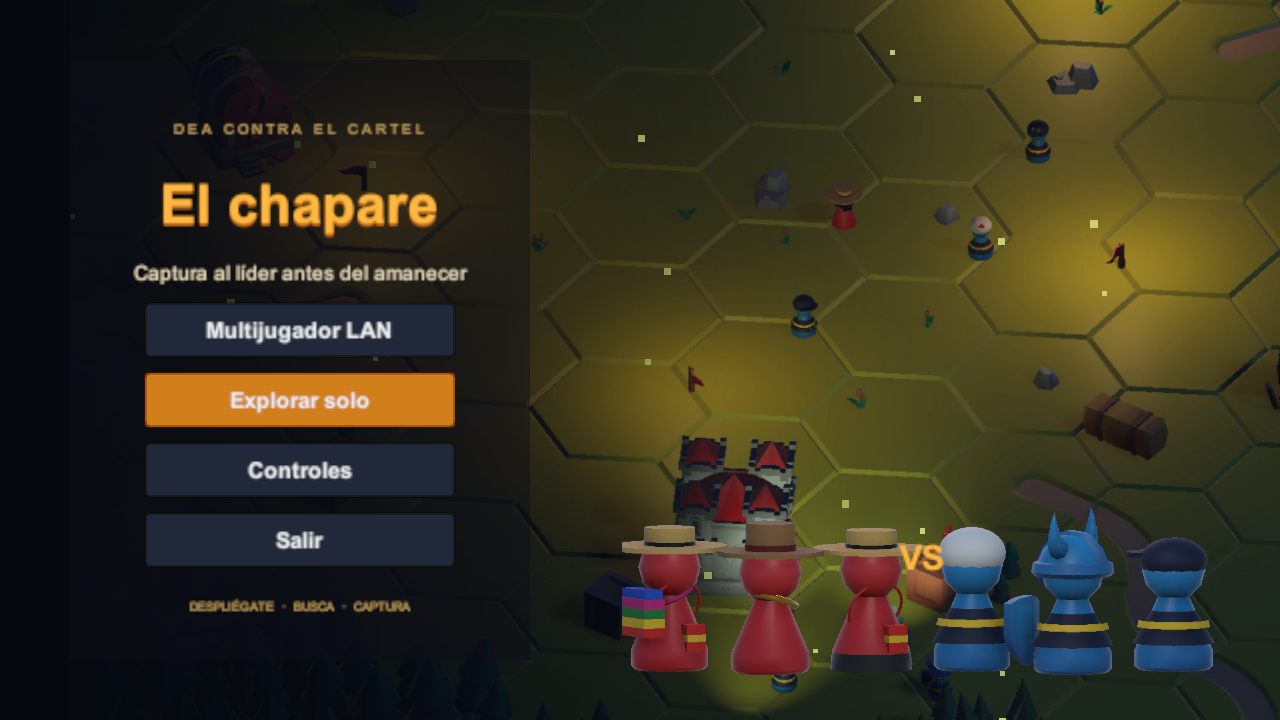 DEA CONTRA EL CARTEL
El chapare
Captura al líder antes del amanecer
Multijugador LAN
Explorar solo
Controles
Salir
DESPLIÉGATE · BUSCA · CAPTURA
VS